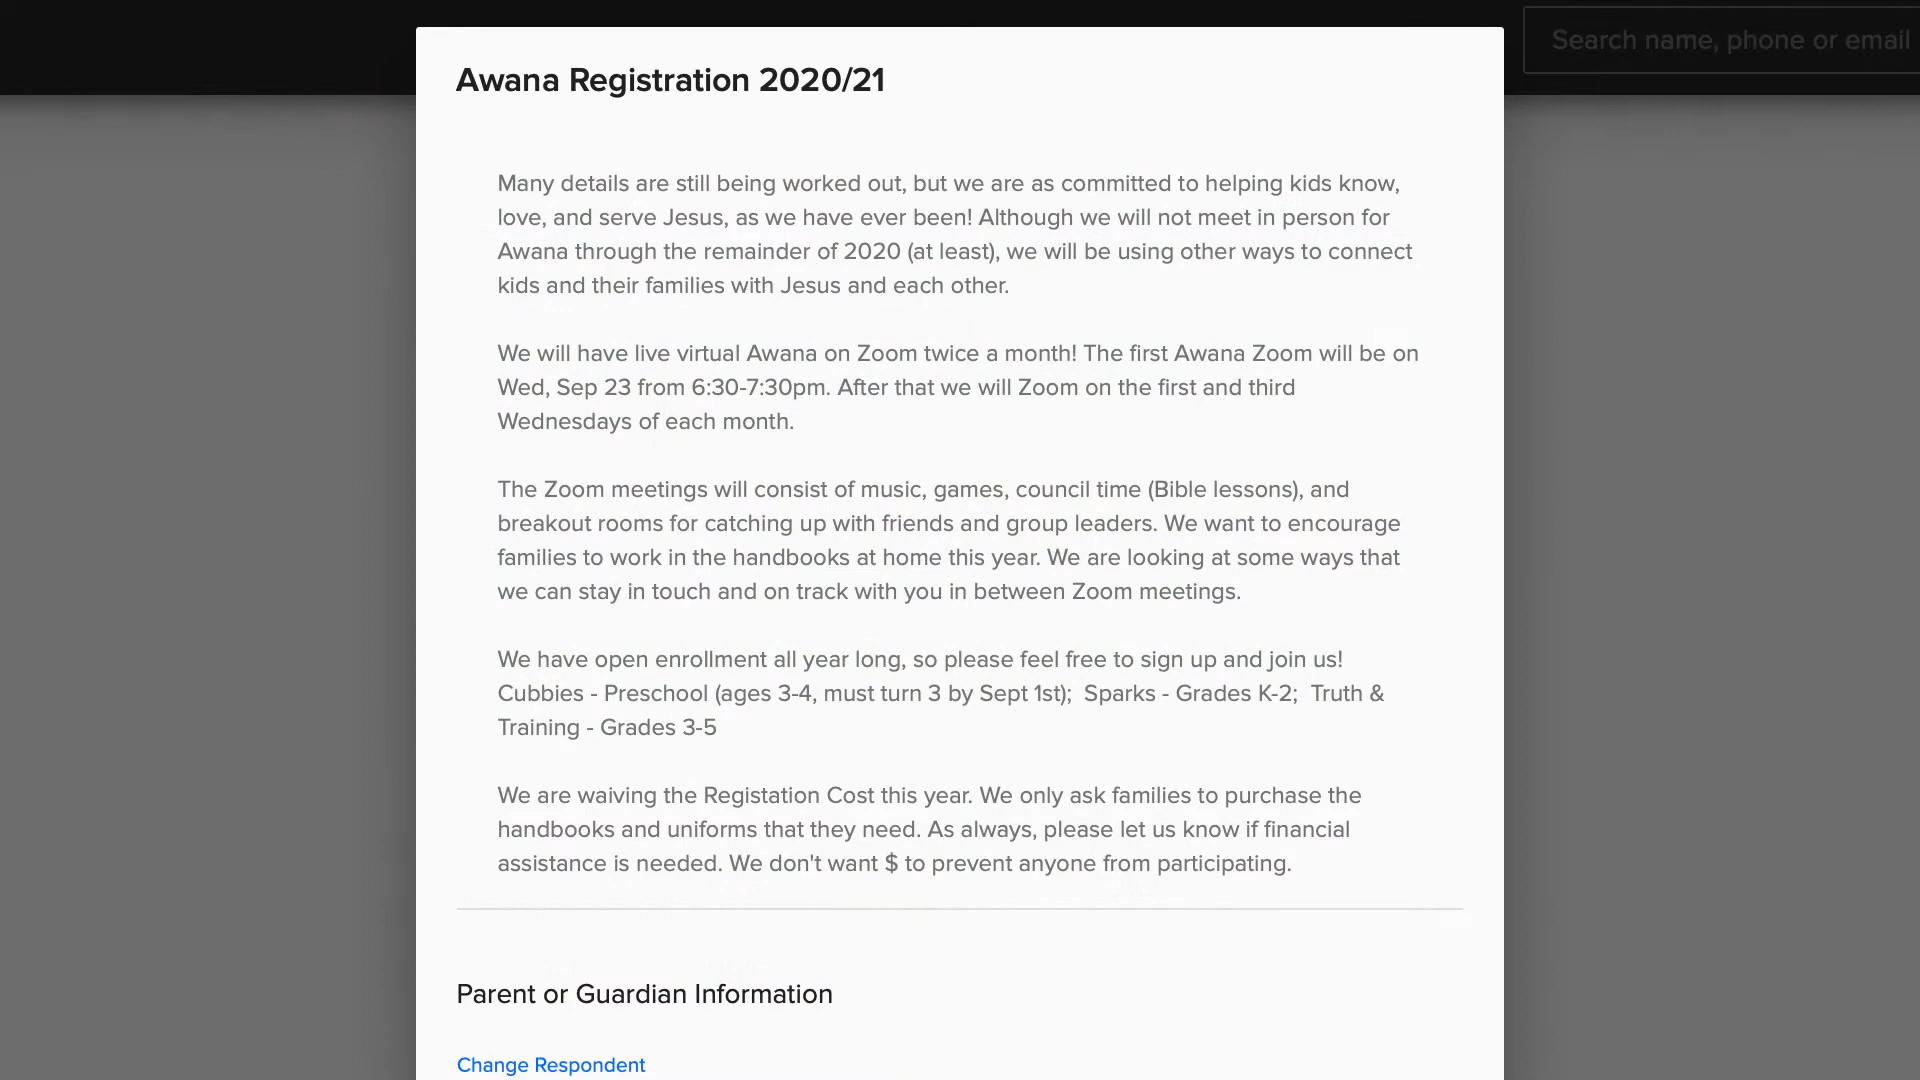 Search name, phone or email
Awana Registration 2020/21
Many details are still being worked out, but we are as committed to helping kids know,
love, and serve Jesus, as we have ever been! Although we will not meet in person for
Awana through the remainder of 2020 (at least), we will be using other ways to connect
kids and their families with Jesus and each other.
We will have live virtual Awana on Zoom twice a month! The first Awana Zoom will be on
Wed, Sep 23 from 6:30-7:30pm. After that we will Zoom on the first and third
Wednesdays of each month.
The Zoom meetings will consist of music, games, council time (Bible lessons), and
breakout rooms for catching up with friends and group leaders. We want to encourage
families to work in the handbooks at home this year. We are looking at some ways that
we can stay in touch and on track with you in between Zoom meetings.
We have open enrollment all year long, so please feel free to sign up and join us!
Cubbies - Preschool (ages 3-4, must turn 3 by Sept 1st);  Sparks - Grades K-2;  Truth &
Training - Grades 3-5
We are waiving the Registation Cost this year. We only ask families to purchase the
handbooks and uniforms that they need. As always, please let us know if financial
assistance is needed. We don't want $ to prevent anyone from participating.
Parent or Guardian Information
Change Respondent